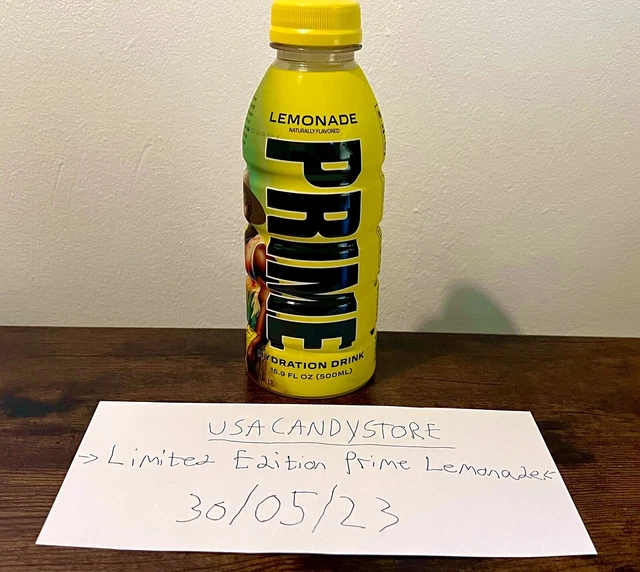 LEMONADE
NATURALLY FLAVORED
PRIME
HYDRATION DRINK
16.9 FL OZ (500ML)
USACANDYSTORE
→ Limited Edition Prime Lemonade ←
30/05/23